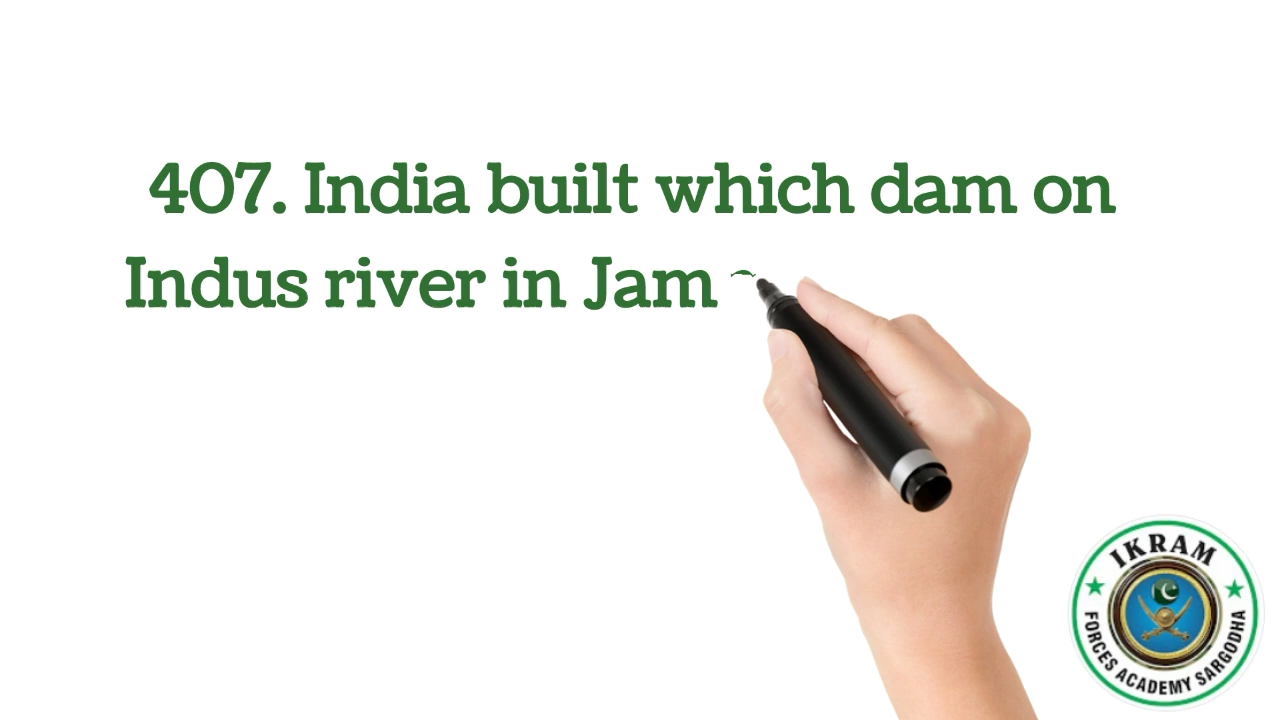 407. India built which dam on
Indus river in Jam
IKRAM
FORCES ACADEMY SARGODHA